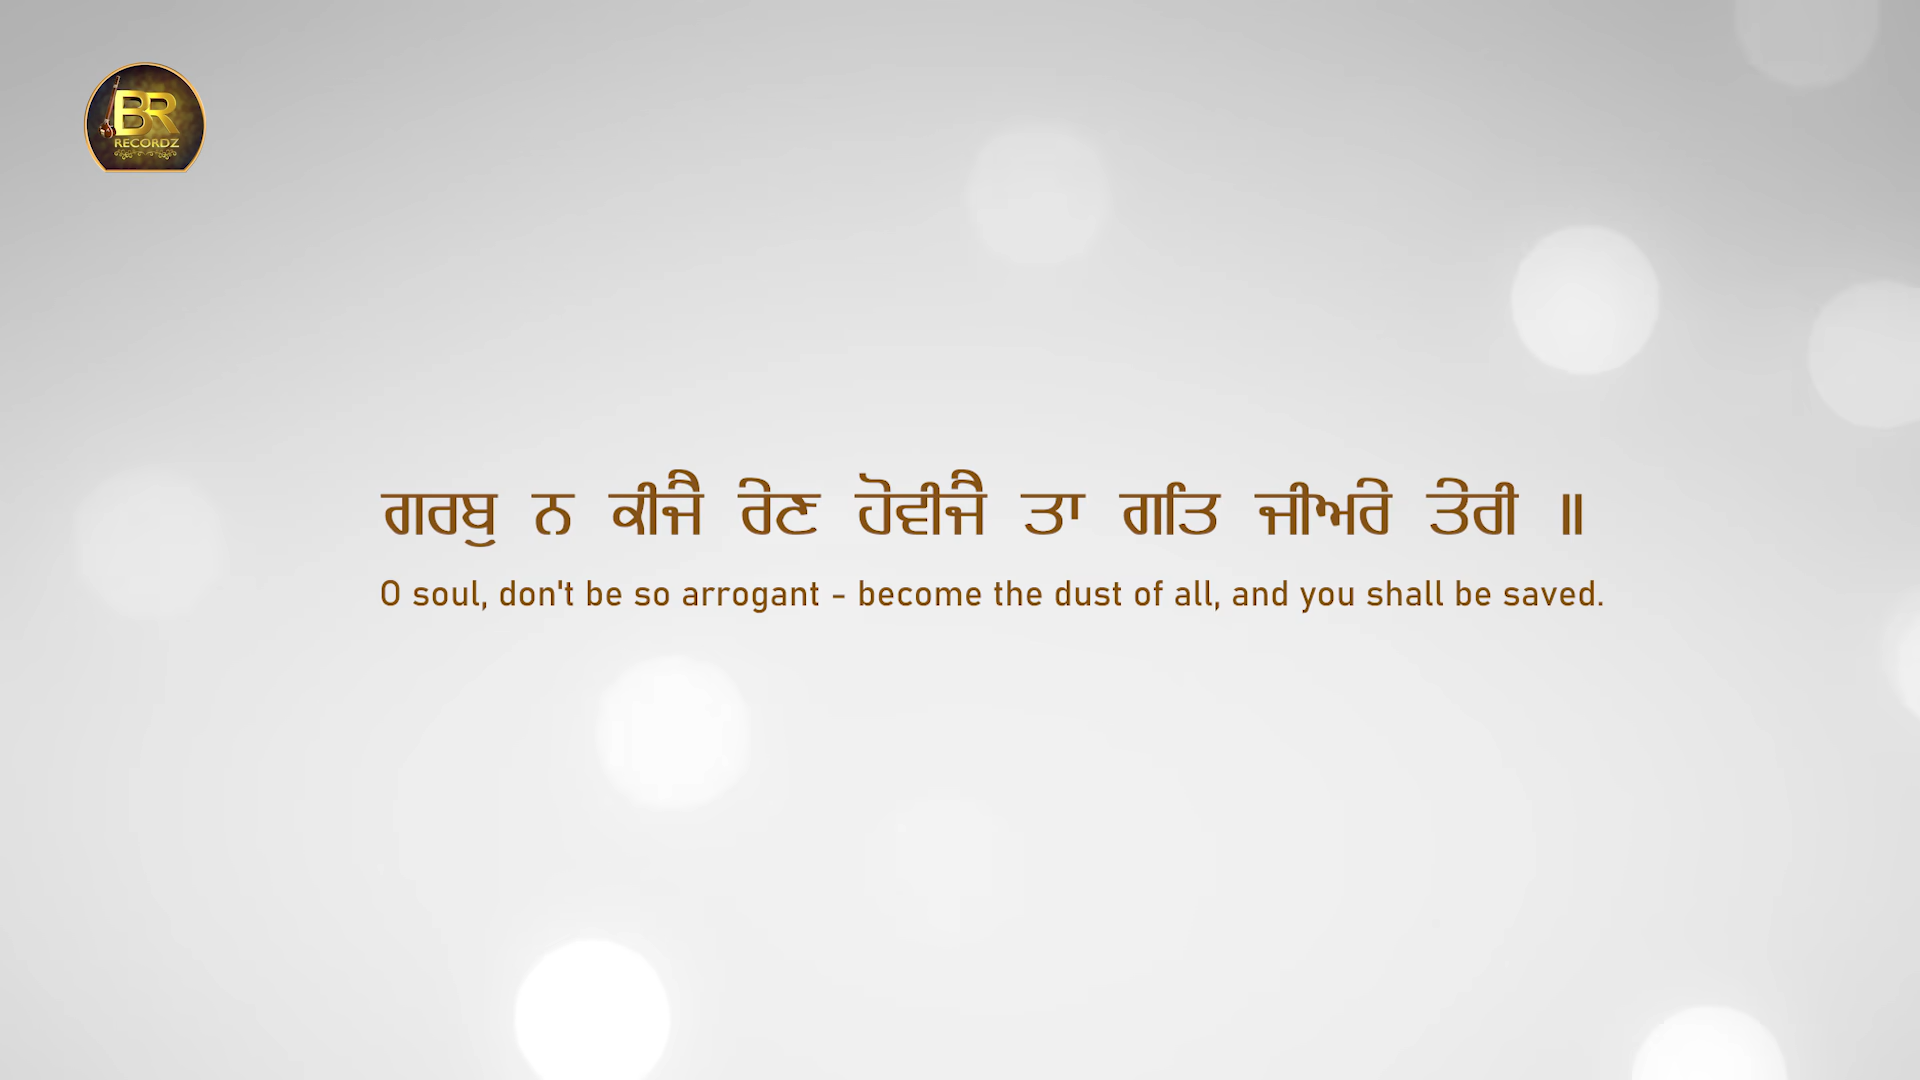 BR
RECORDZ
ਗਰਬੁ ਨ ਕੀਜੈ ਰੇਣ ਹੋਵੀਜੈ ਤਾ ਗਤਿ ਜੀਅਰੇ ਤੇਰੀ ॥
O soul, don't be so arrogant - become the dust of all, and you shall be saved.